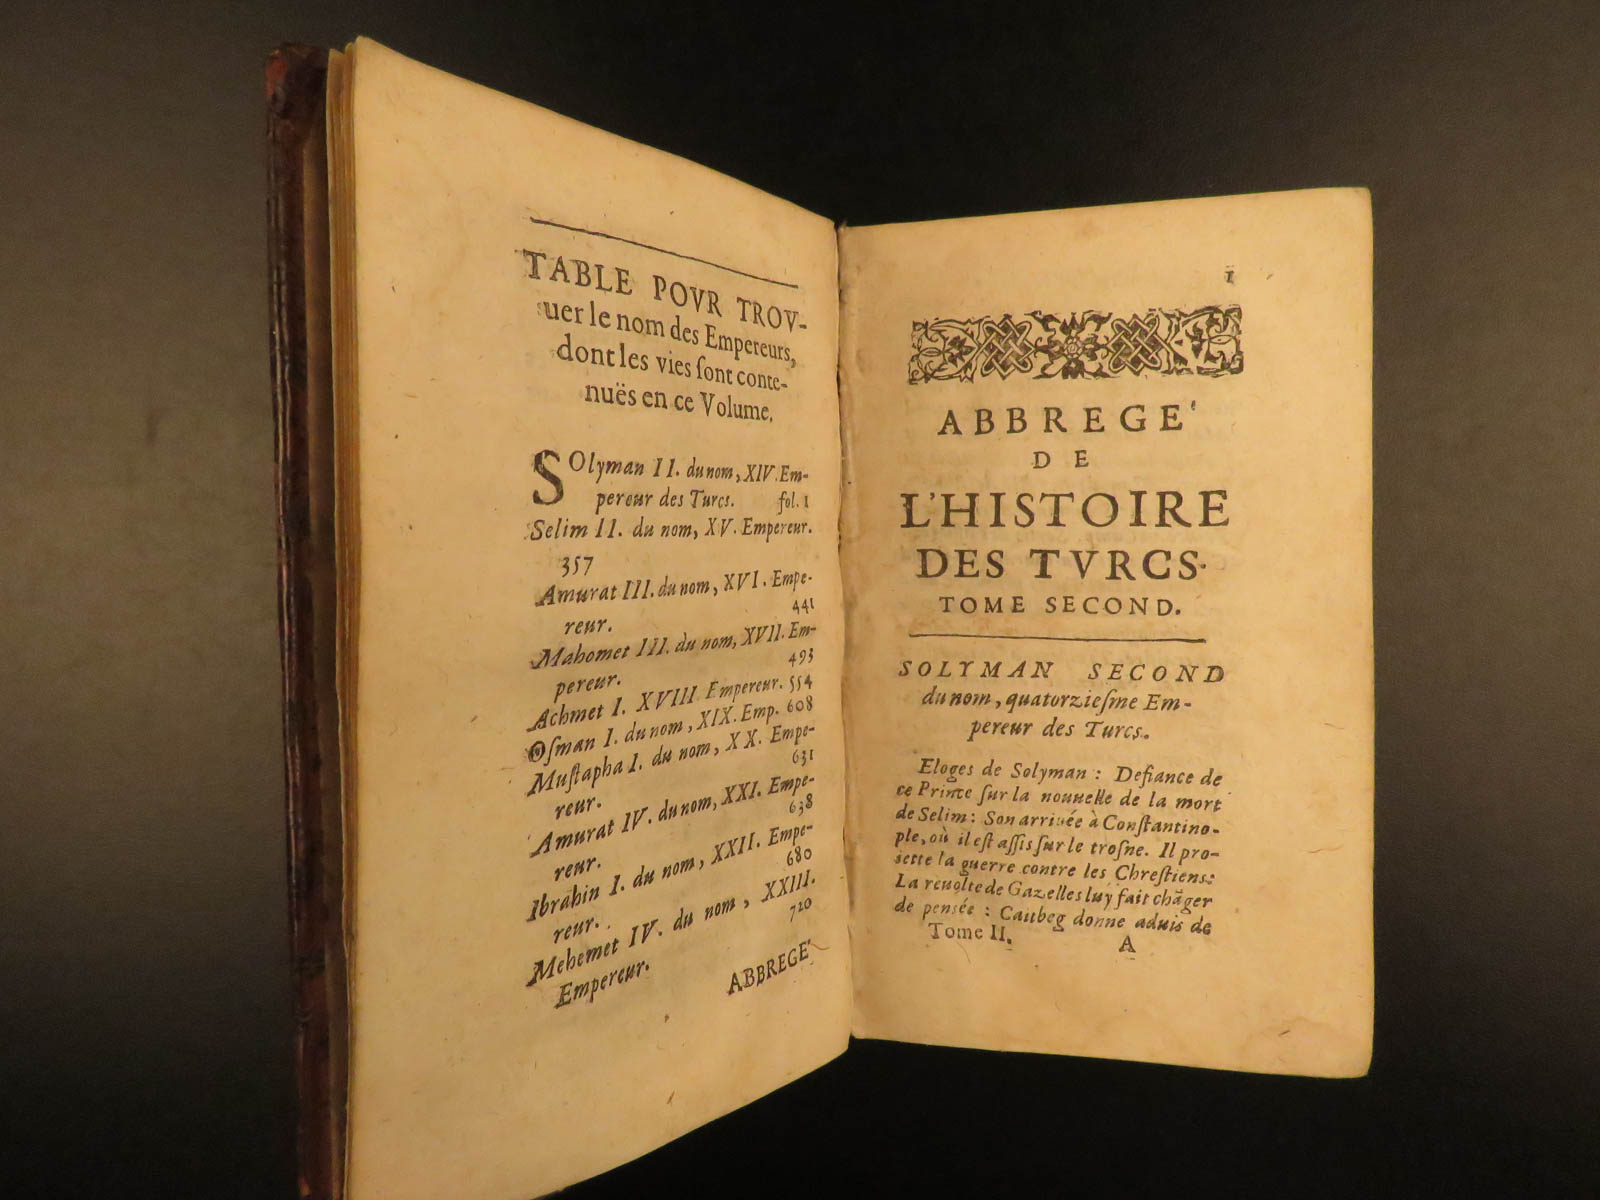 TABLE POVR TROV-
uer le nom des Empereurs,
dont les vies ſont conte-
nuës en ce Volume.
SOlyman II. du nom, XIV. Em-
pereur des Turcs. fol. 1
Selim II. du nom, XV. Empereur.
357
Amurat III. du nom, XVI. Empe-
reur. 441
Mahomet III. du nom, XVII. Em-
pereur. 493
Achmet I. XVIII. Empereur. 554
Oſman I. du nom, XIX. Emp. 608
Muſtapha I. du nom, XX. Empe-
reur. 631
Amurat IV. du nom, XXI. Empe-
reur. 638
Ibrahin I. du nom, XXII. Empe-
reur. 680
Mehemet IV. du nom, XXIII.
Empereur. 720
ABBREGE'
1
ABBREGE'
DE
L'HISTOIRE
DES TVRCS.
TOME SECOND.
SOLYMAN SECOND
du nom, quatorzieſme Em-
pereur des Turcs.
Eloges de Solyman : Defiance de
ce Prince ſur la nouuelle de la mort
de Selim : Son arriuée à Conſtantino-
ple, où il eſt aſſis ſur le troſne. Il pro-
iette la guerre contre les Chreſtiens:
La reuolte de Gazelles luy fait chãger
de pensée : Caubeg donne aduis de
Tome II. A